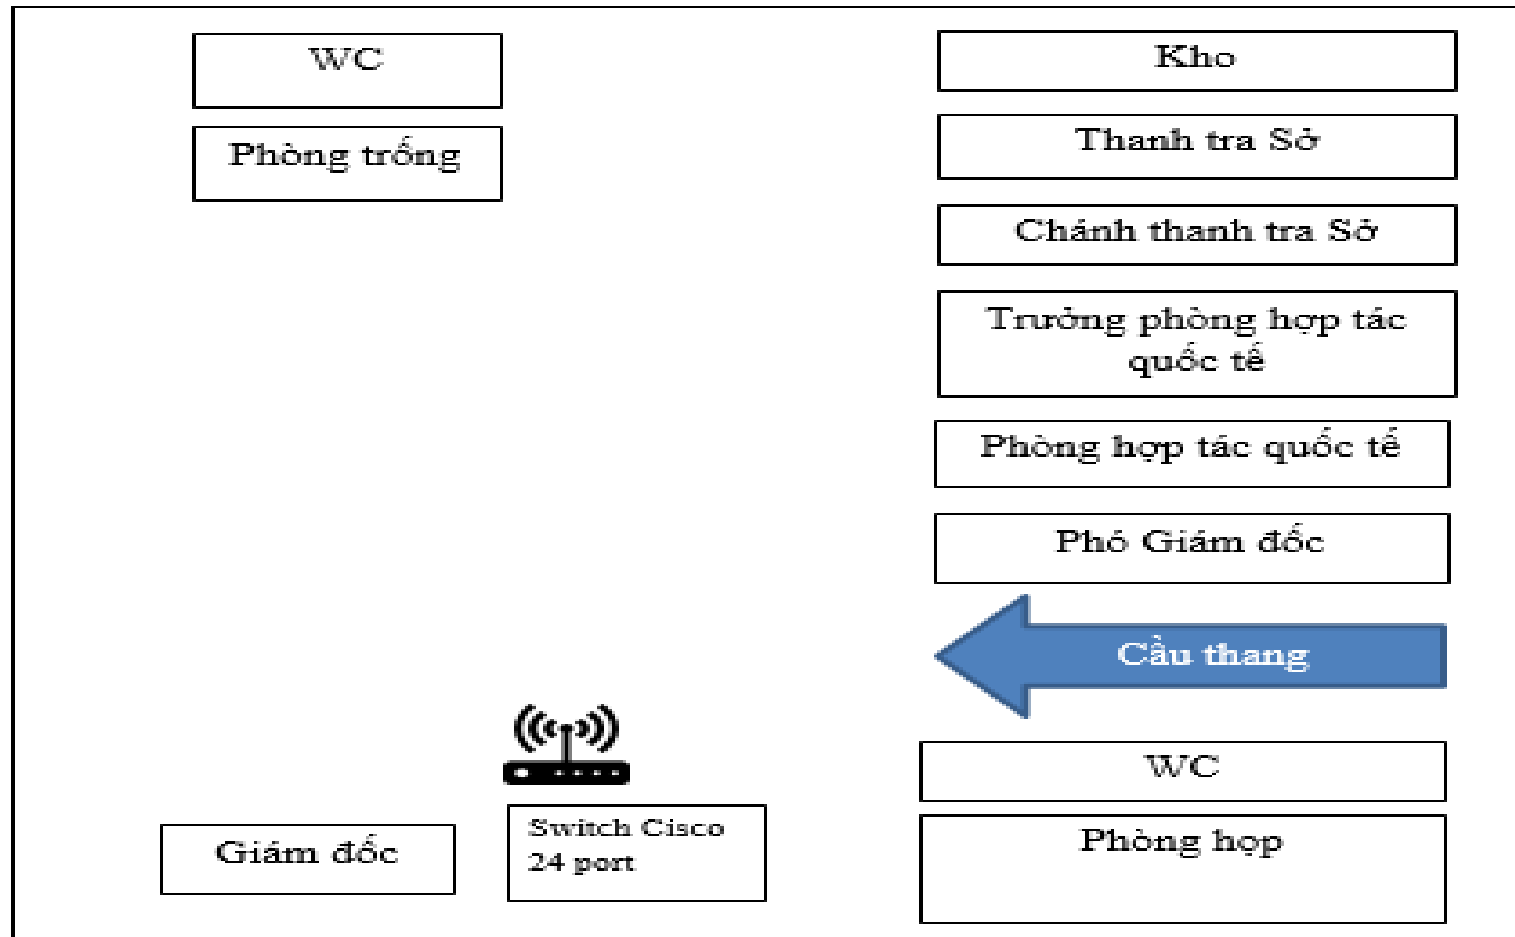 WC
Phòng trống
Kho
Thanh tra Sở
Chánh thanh tra Sở
Trưởng phòng hợp tác
quốc tế
Phòng hợp tác quốc tế
Phó Giám đốc
Cầu thang
WC
Phòng họp
Giám đốc
Switch Cisco
24 port